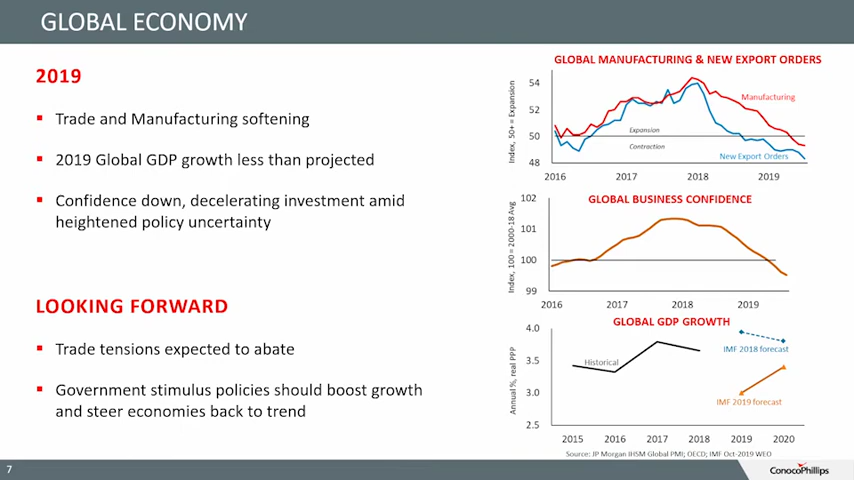 GLOBAL ECONOMY
2019
Trade and Manufacturing softening
2019 Global GDP growth less than projected
Confidence down, decelerating investment amid
heightened policy uncertainty
LOOKING FORWARD
Trade tensions expected to abate
Government stimulus policies should boost growth
and steer economies back to trend
GLOBAL MANUFACTURING & NEW EXPORT ORDERS
Index, 50+ = Expansion
54
52
50
48
Manufacturing
Expansion
Contraction
New Export Orders
2016 2017 2018 2019
GLOBAL BUSINESS CONFIDENCE
Index, 100 = 2000-18 Avg
102
101
100
99
2016 2017 2018 2019
GLOBAL GDP GROWTH
Annual %, real PPP
4.0
3.5
3.0
2.5
Historical
IMF 2018 forecast
IMF 2019 forecast
2015 2016 2017 2018 2019 2020
Source: JP Morgan IHSM Global PMI; OECD; IMF Oct-2019 WEO
7
ConocoPhillips